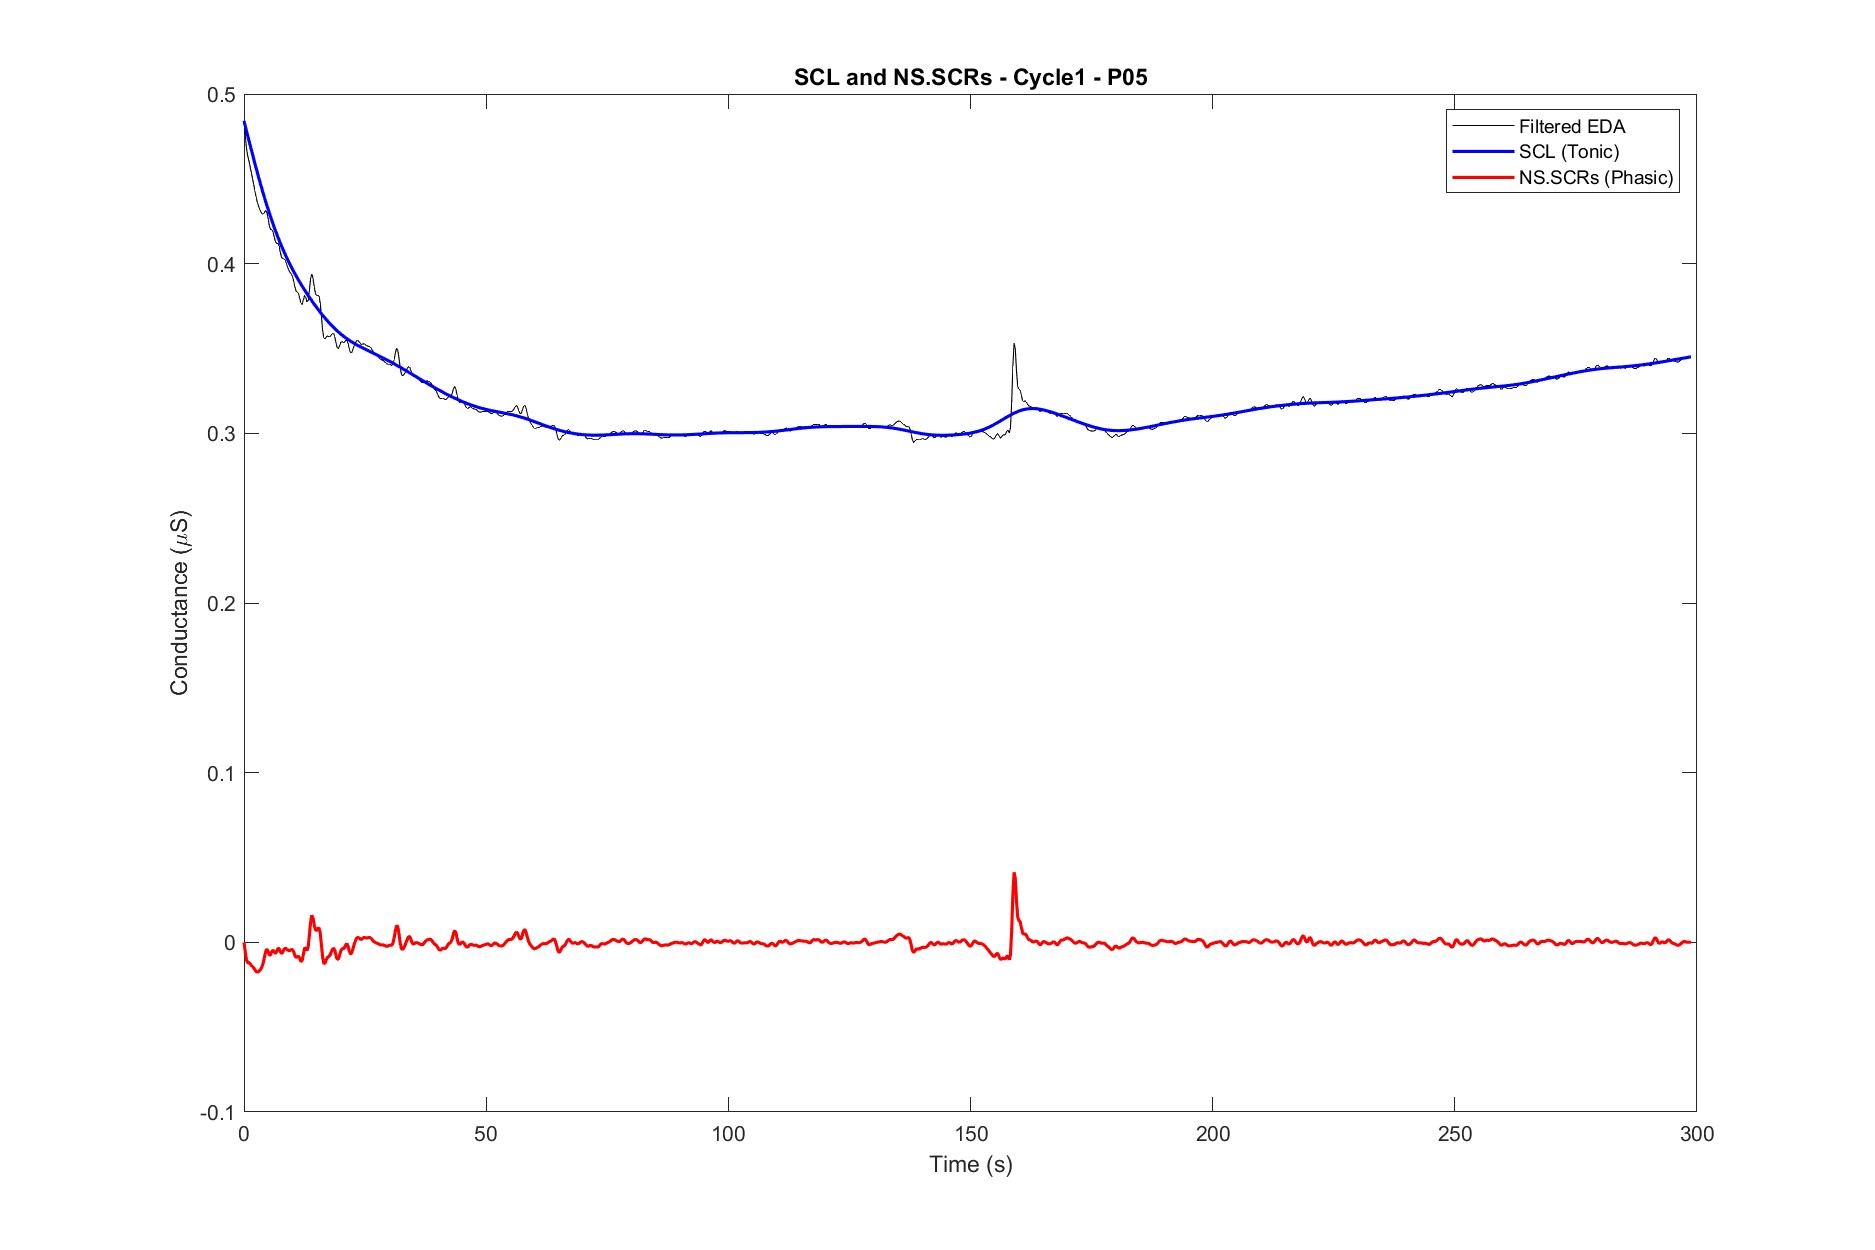 SCL and NS.SCRs - Cycle1 - P05
0.5
0.4
0.3
0.2
0.1
0
-0.1
Conductance (μS)
Filtered EDA
SCL (Tonic)
NS.SCRs (Phasic)
0 50 100 150 200 250 300
Time (s)